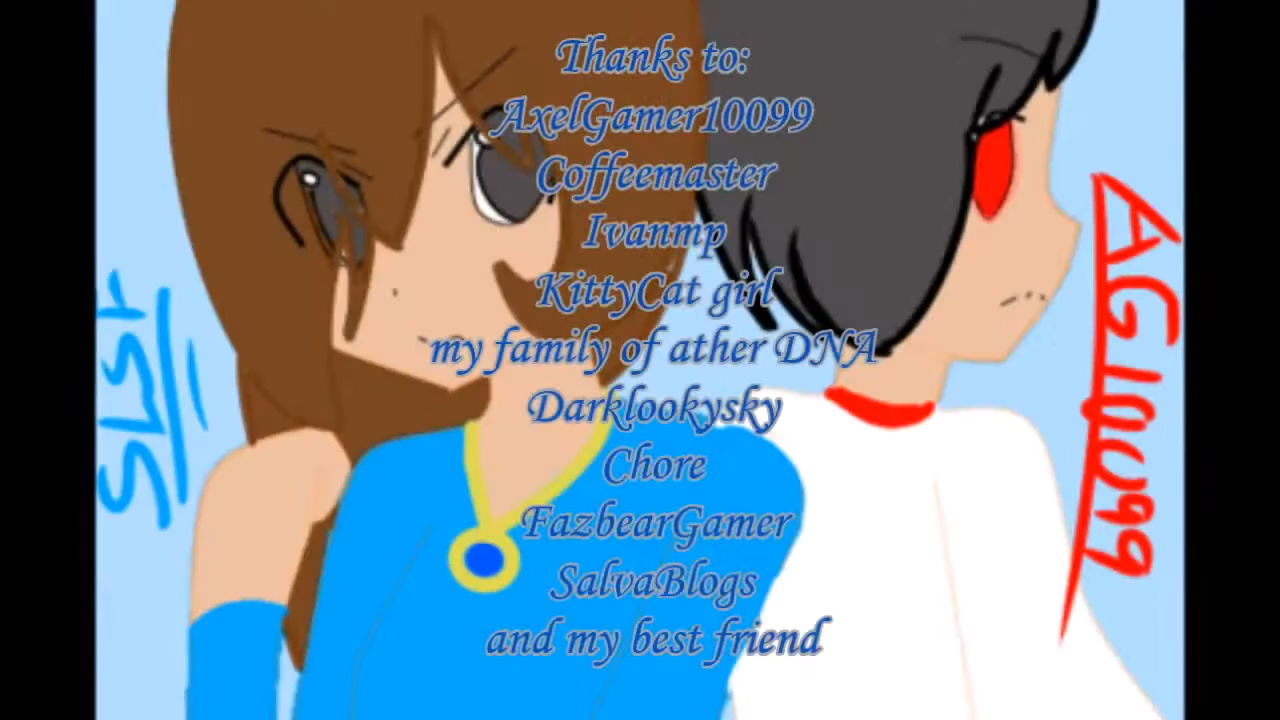 Thanks to:
AxelGamer10099
Coffeemaster
Ivanmp
KittyCat girl
my family of ather DNA
Darklookysky
Chore
FazbearGamer
SalvaBlogs
and my best friend